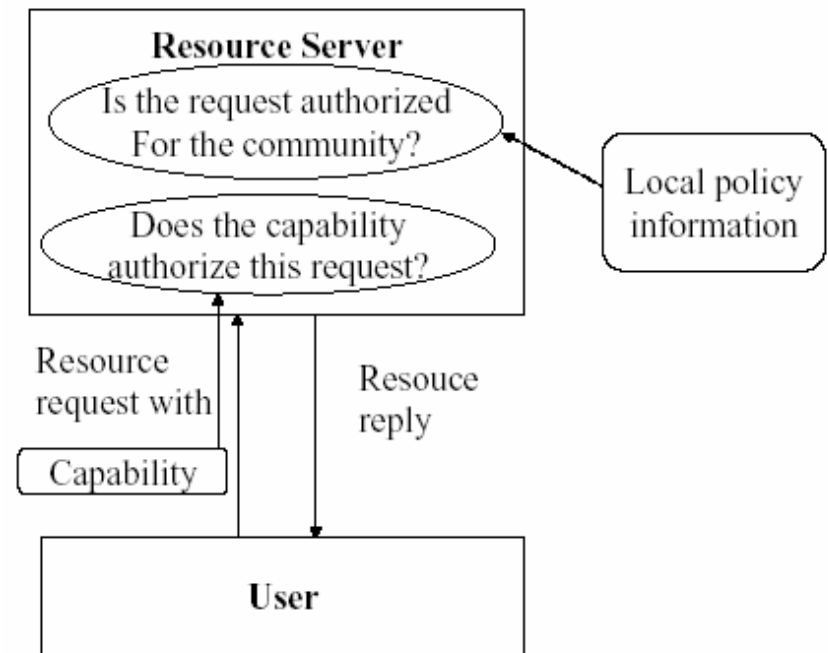 Resource Server
Is the request authorized
For the community?
Local policy
information
Does the capability
authorize this request?
Resource
request with
Capability
Resouce
reply
User